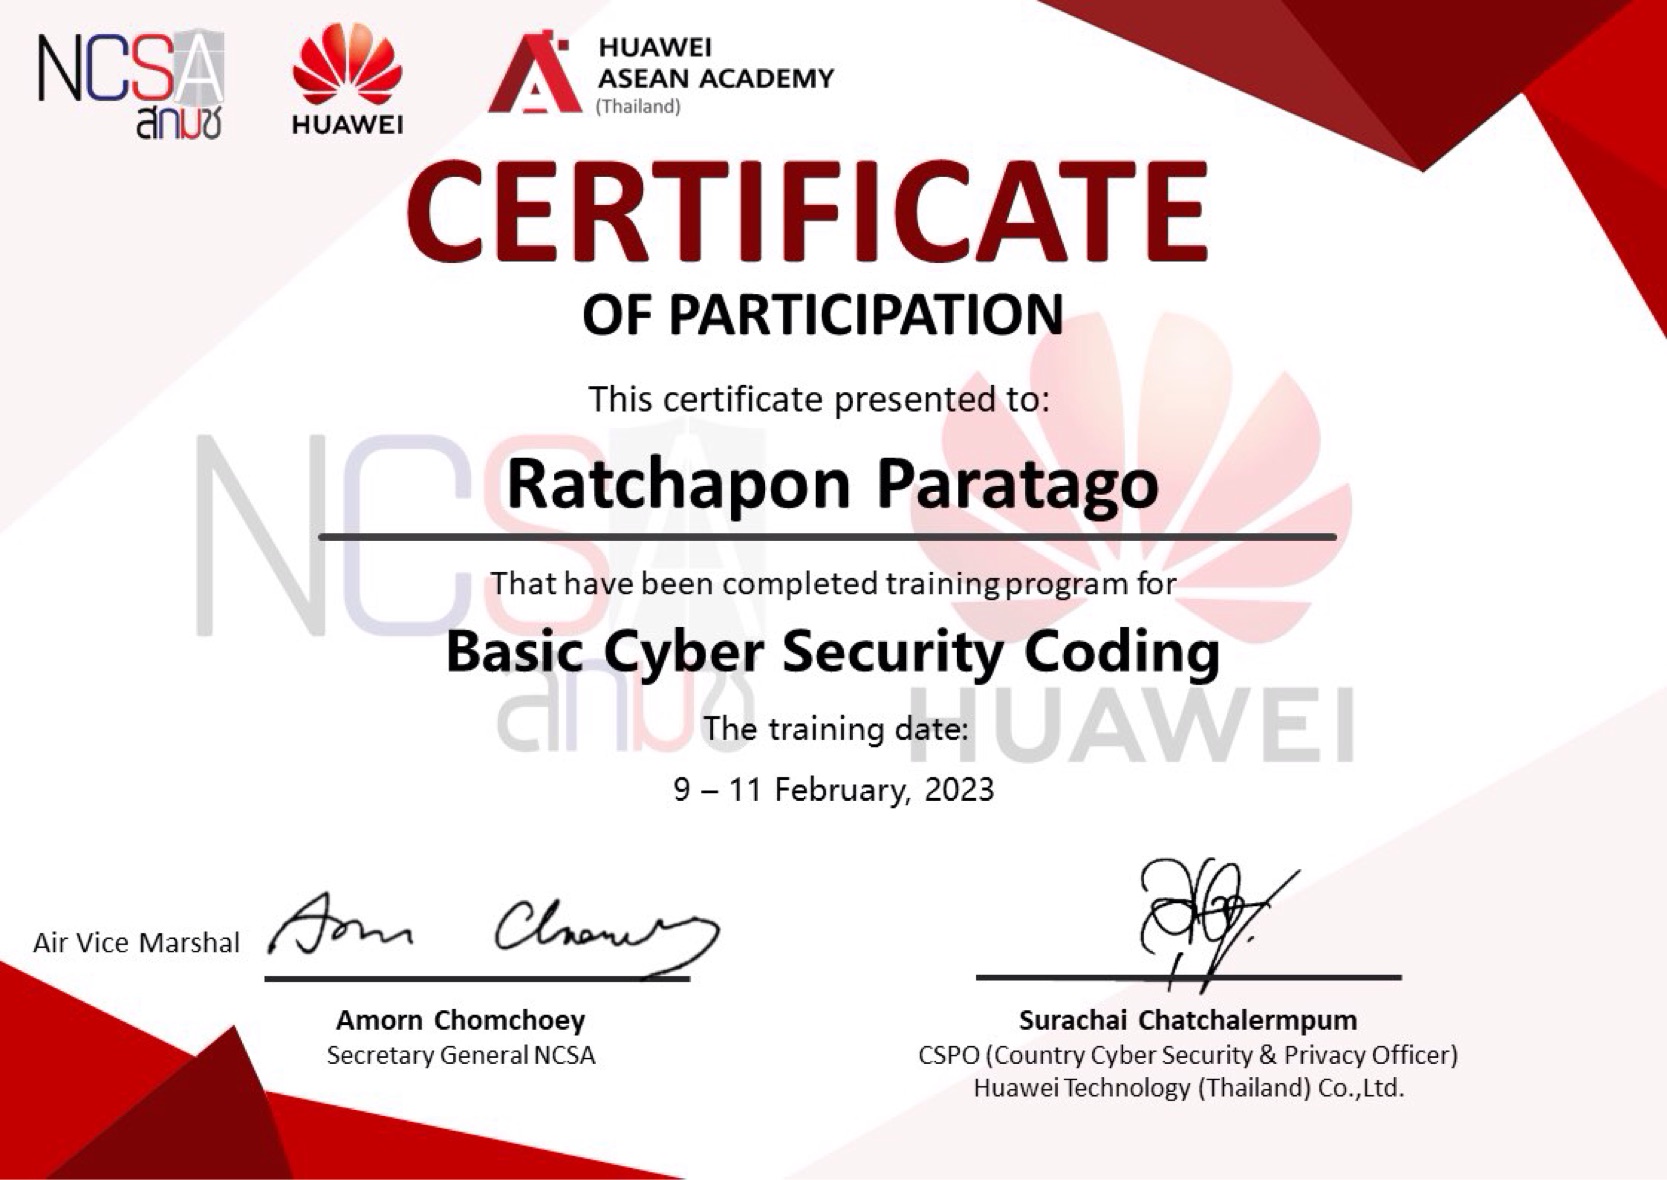 NCSA
สกมช
HUAWEI
HUAWEI
ASEAN ACADEMY
(Thailand)
CERTIFICATE
OF PARTICIPATION
This certificate presented to:
Ratchapon Paratago
That have been completed training program for
Basic Cyber Security Coding
The training date:
9 – 11 February, 2023
NCSA
สกมช
HUAWEI
Air Vice Marshal
Amorn Chomchoey
Secretary General NCSA
Surachai Chatchalermpum
CSPO (Country Cyber Security & Privacy Officer)
Huawei Technology (Thailand) Co.,Ltd.